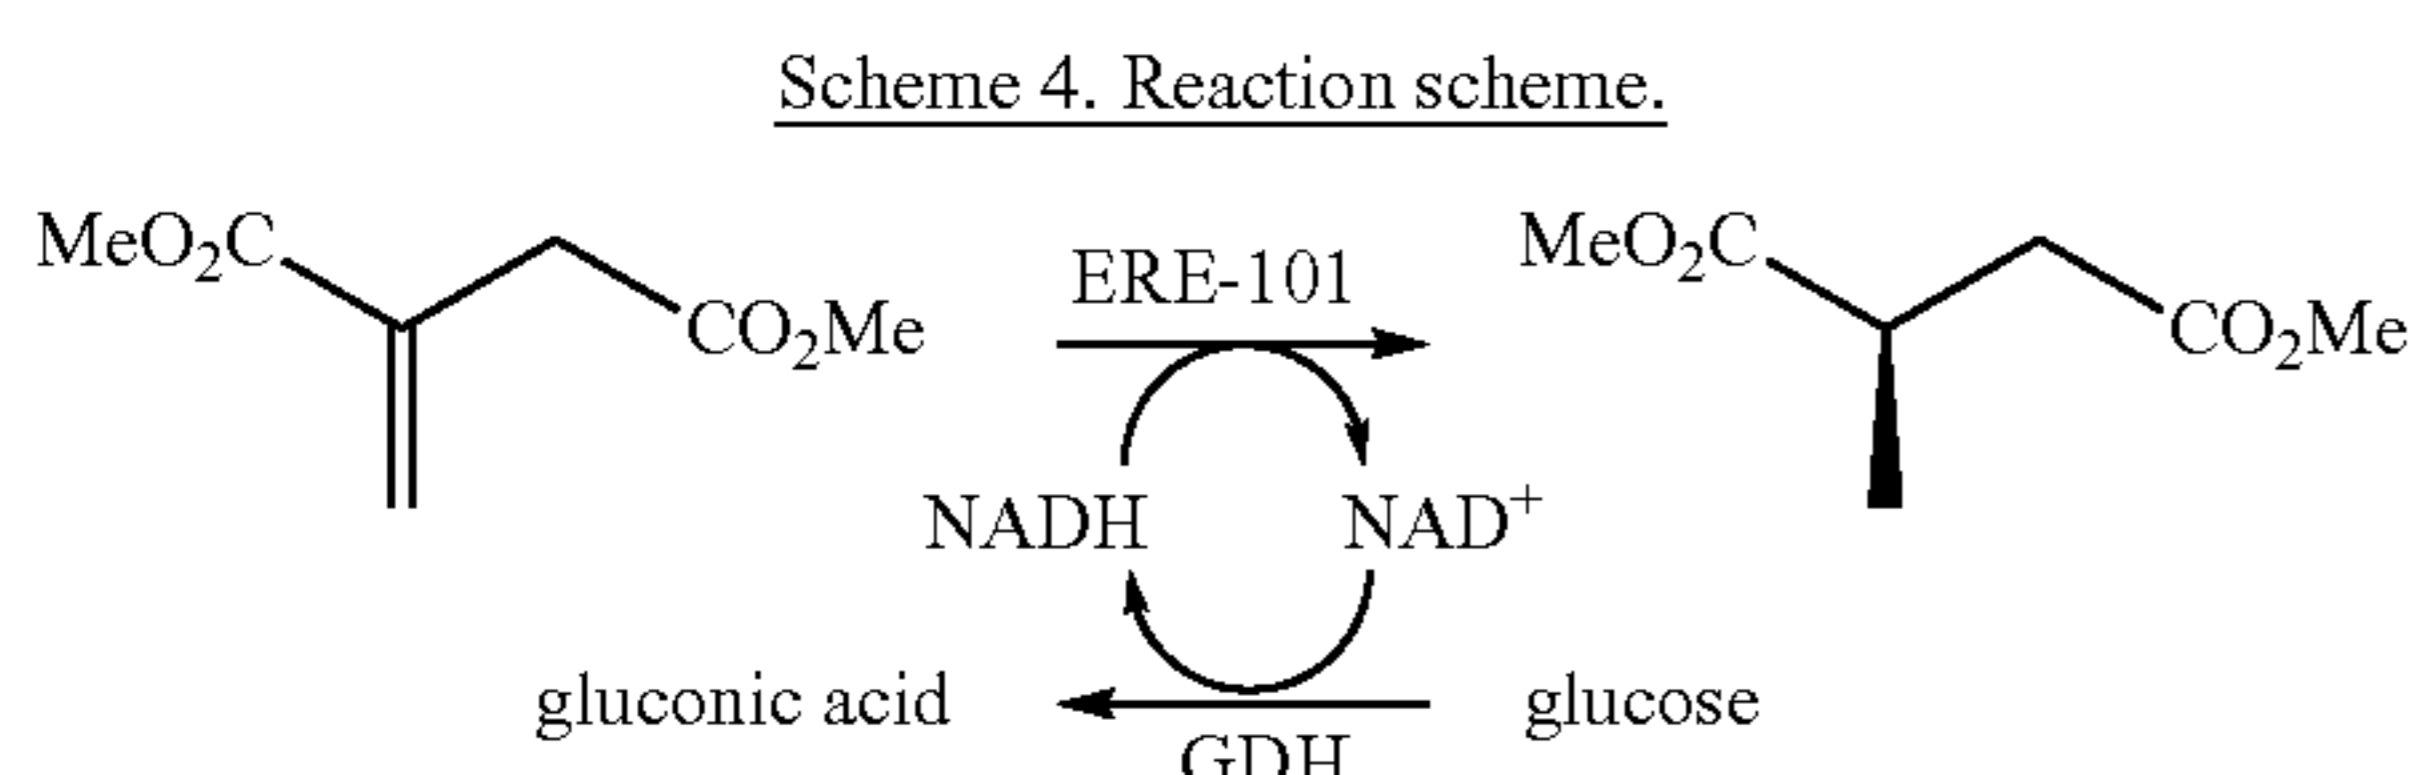 Scheme 4. Reaction scheme.
MeO₂C
CO₂Me
ERE-101
MeO₂C
CO₂Me
NADH
NAD⁺
gluconic acid
glucose
GDH